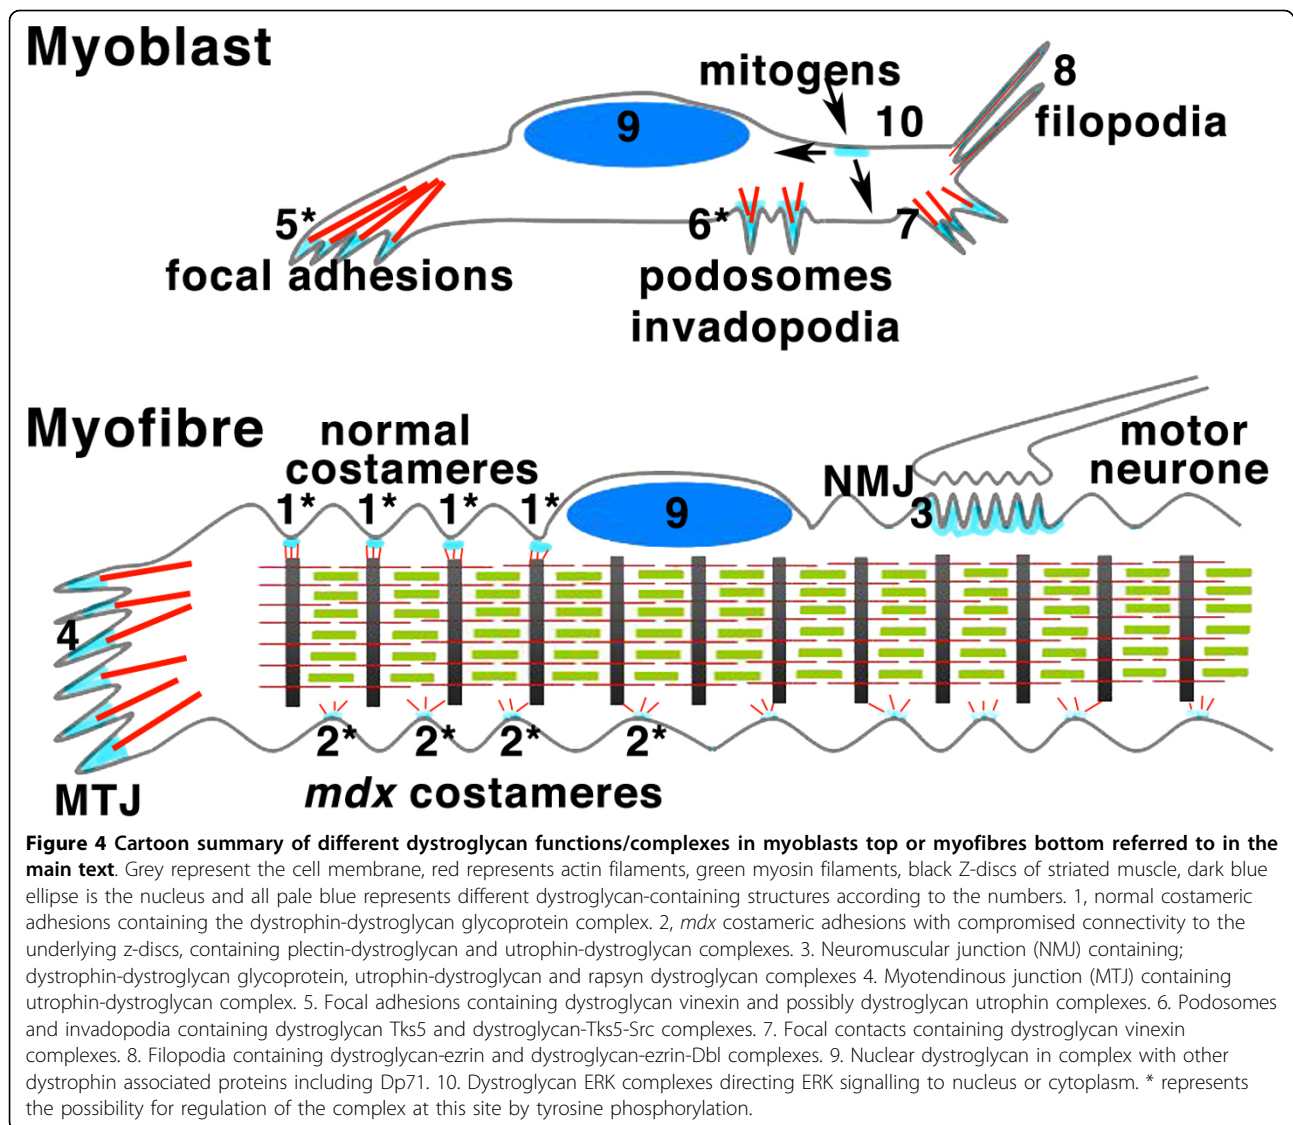 Myoblast
mitogens
8
9
10
filopodia
5*
6*
7
focal adhesions
podosomes
invadopodia
Myofibre
normal
costameres
motor
neurone
NMJ
1* 1* 1* 1*
9
3
4
2* 2* 2* 2*
MTJ
mdx costameres
Figure 4 Cartoon summary of different dystroglycan functions/complexes in myoblasts top or myofibres bottom referred to in the
main text. Grey represent the cell membrane, red represents actin filaments, green myosin filaments, black Z-discs of striated muscle, dark blue
ellipse is the nucleus and all pale blue represents different dystroglycan-containing structures according to the numbers. 1, normal costameric
adhesions containing the dystrophin-dystroglycan glycoprotein complex. 2, mdx costameric adhesions with compromised connectivity to the
underlying z-discs, containing plectin-dystroglycan and utrophin-dystroglycan complexes. 3. Neuromuscular junction (NMJ) containing;
dystrophin-dystroglycan glycoprotein, utrophin-dystroglycan and rapsyn dystroglycan complexes 4. Myotendinous junction (MTJ) containing
utrophin-dystroglycan complex. 5. Focal adhesions containing dystroglycan vinexin and possibly dystroglycan utrophin complexes. 6. Podosomes
and invadopodia containing dystroglycan Tks5 and dystroglycan-Tks5-Src complexes. 7. Focal contacts containing dystroglycan vinexin
complexes. 8. Filopodia containing dystroglycan-ezrin and dystroglycan-ezrin-Dbl complexes. 9. Nuclear dystroglycan in complex with other
dystrophin associated proteins including Dp71. 10. Dystroglycan ERK complexes directing ERK signalling to nucleus or cytoplasm. * represents
the possibility for regulation of the complex at this site by tyrosine phosphorylation.